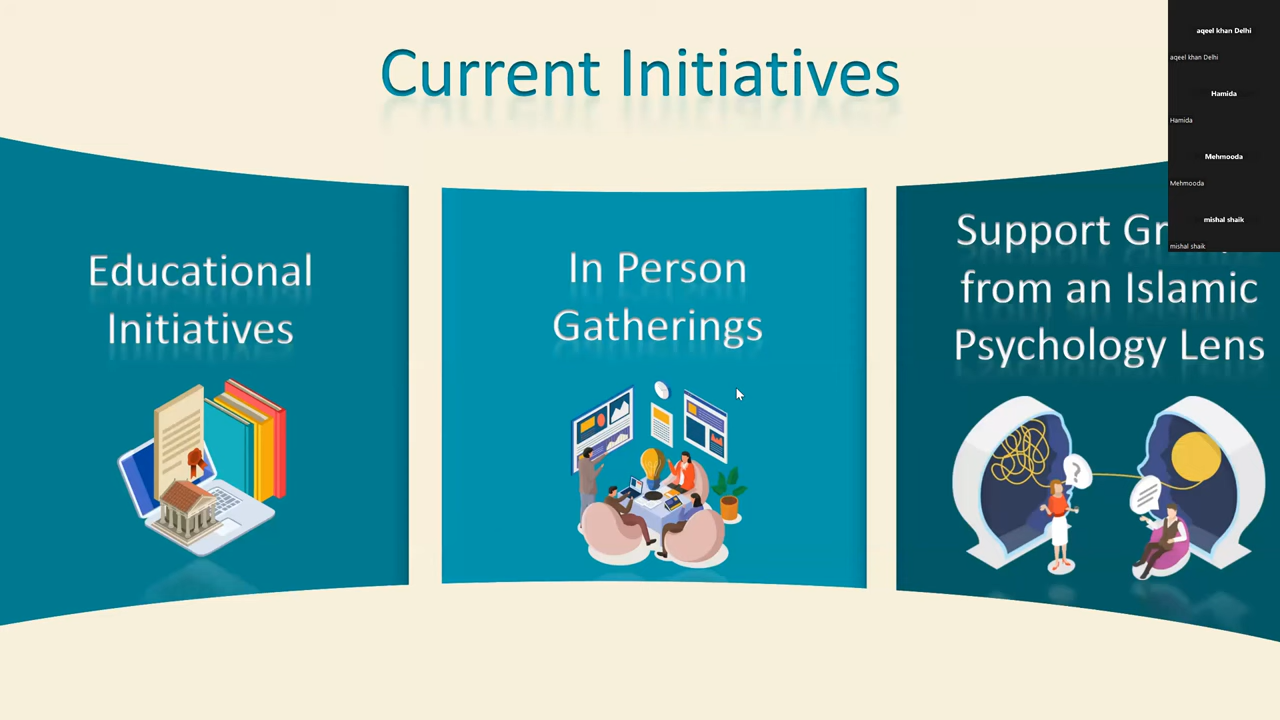 Current Initiatives
Educational
Initiatives
In Person
Gatherings
Support
from an Islamic
Psychology Lens
aqeel khan Delhi
aqeel khan Delhi
Hamida
Hamida
Mehmooda
Mehmooda
mishal shaik
mishal shaik